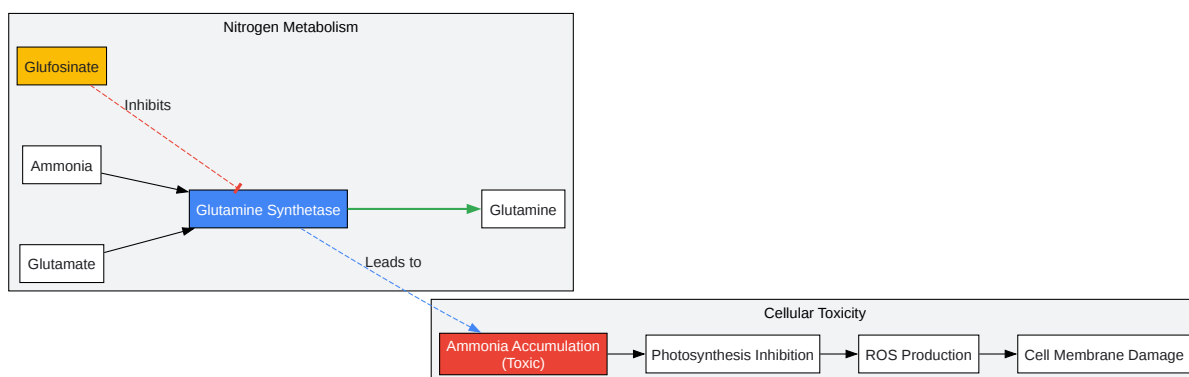 Nitrogen Metabolism
Glufosinate
Inhibits
Ammonia
Glutamine Synthetase
Glutamine
Glutamate
Leads to
Cellular Toxicity
Ammonia Accumulation
(Toxic)
Photosynthesis Inhibition
ROS Production
Cell Membrane Damage